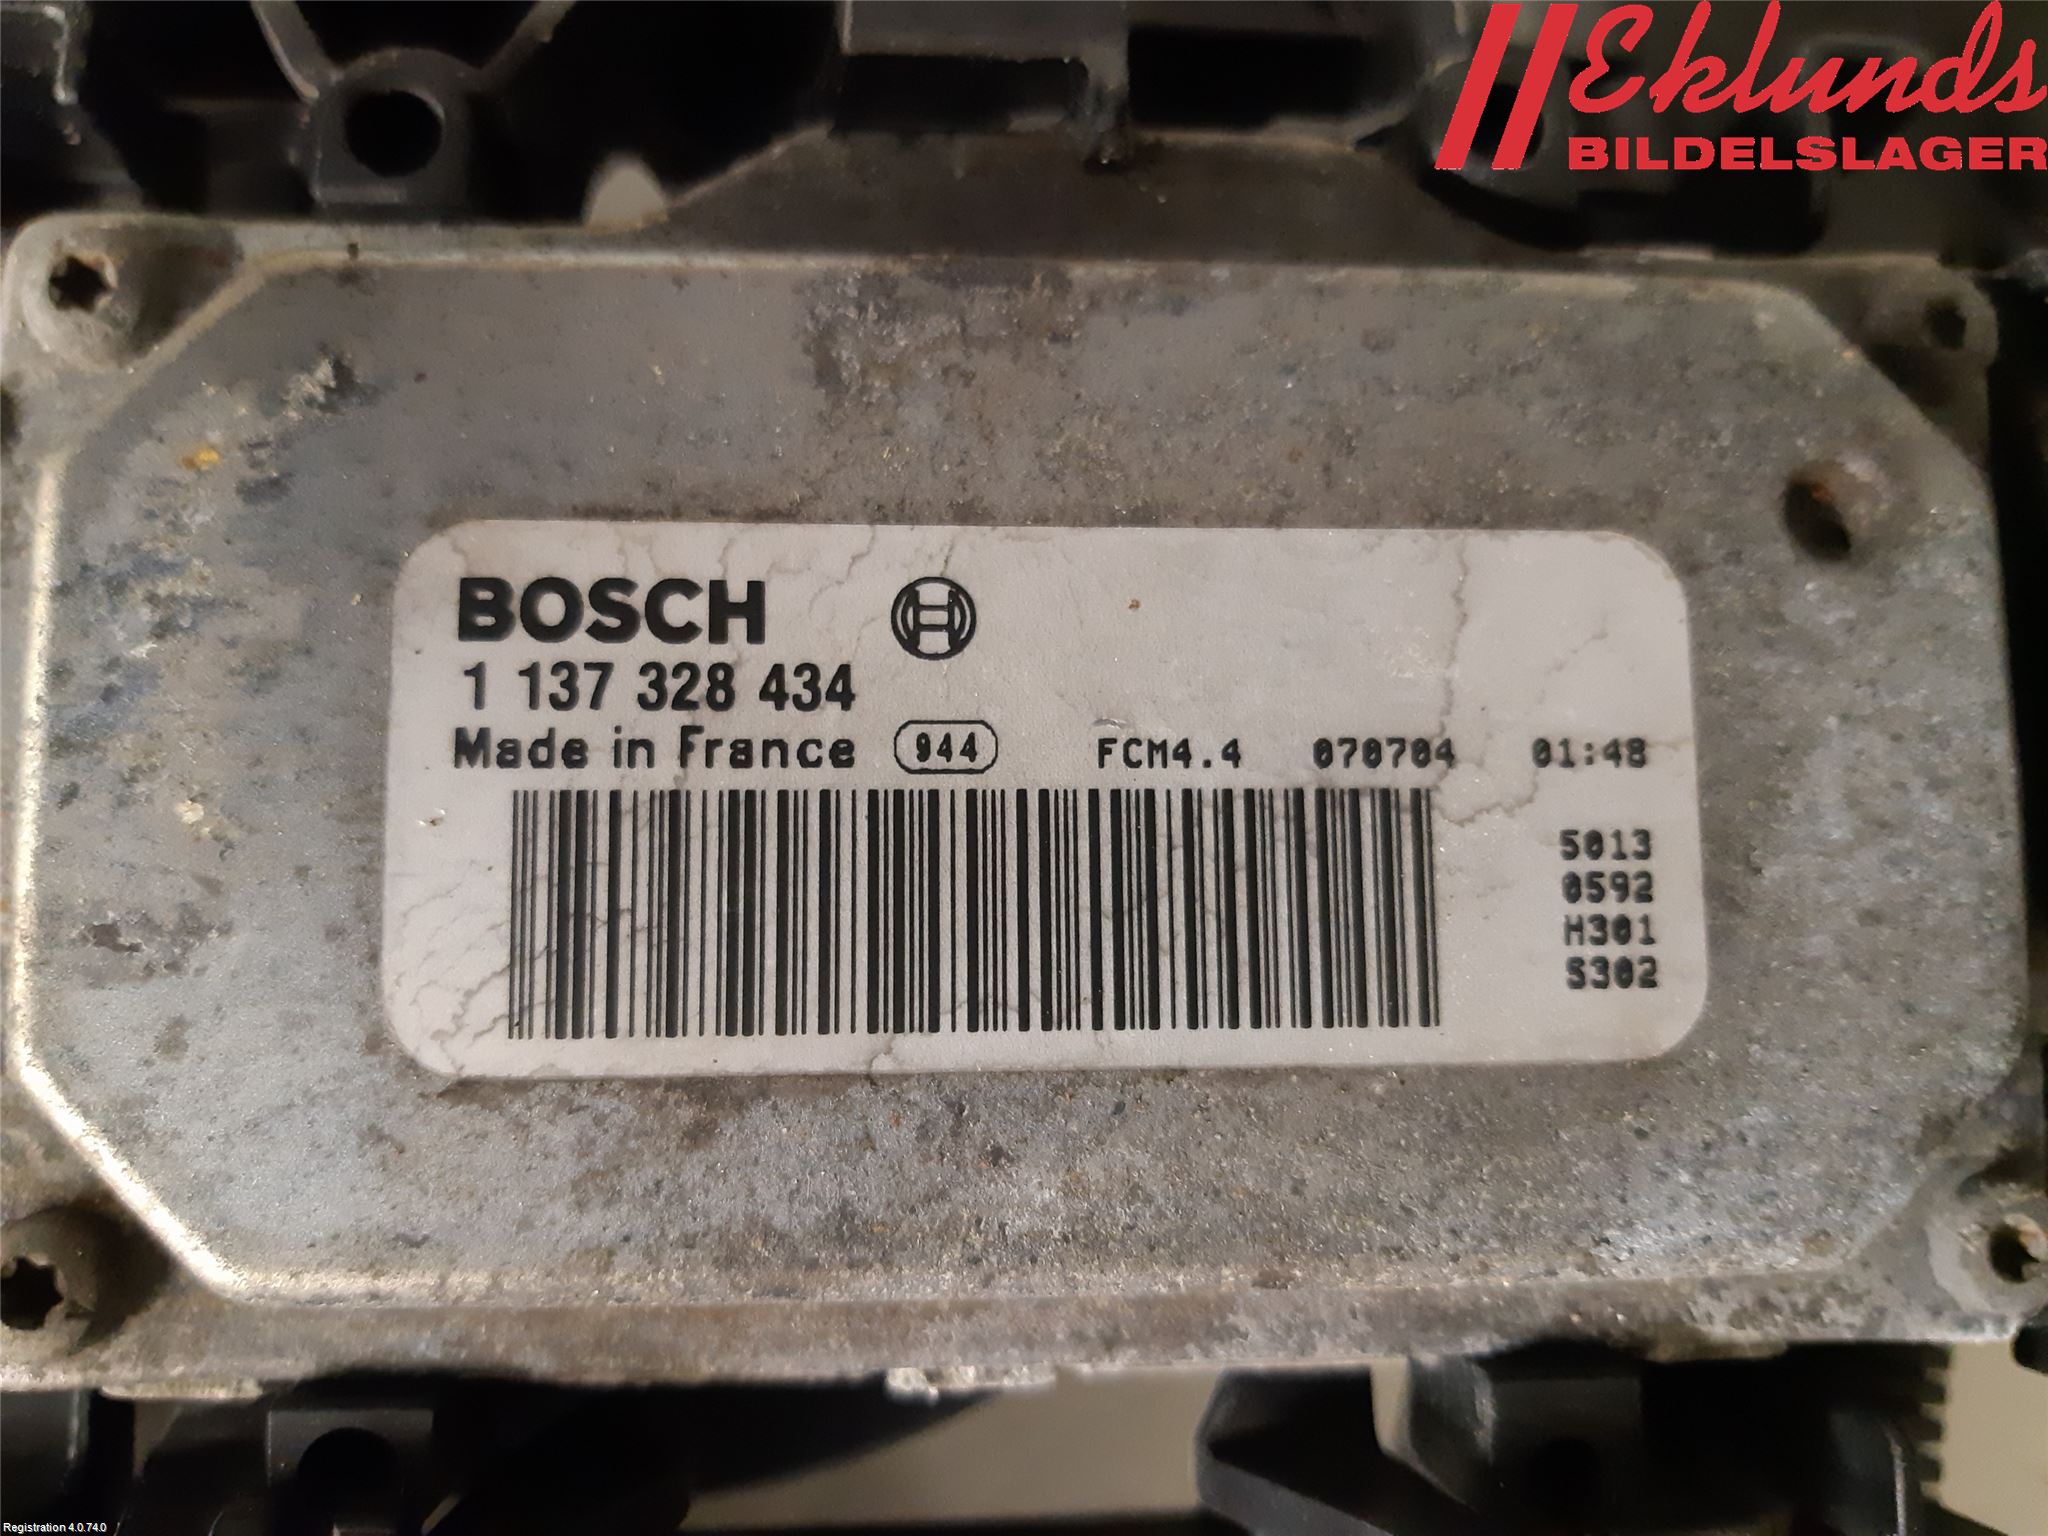 Eklunds
BILDELSLAGER
BOSCH
1 137 328 434
Made in France 944 FCM4.4 070704 01:48
5013
0592
H301
S302
Registration 4.0.74.0